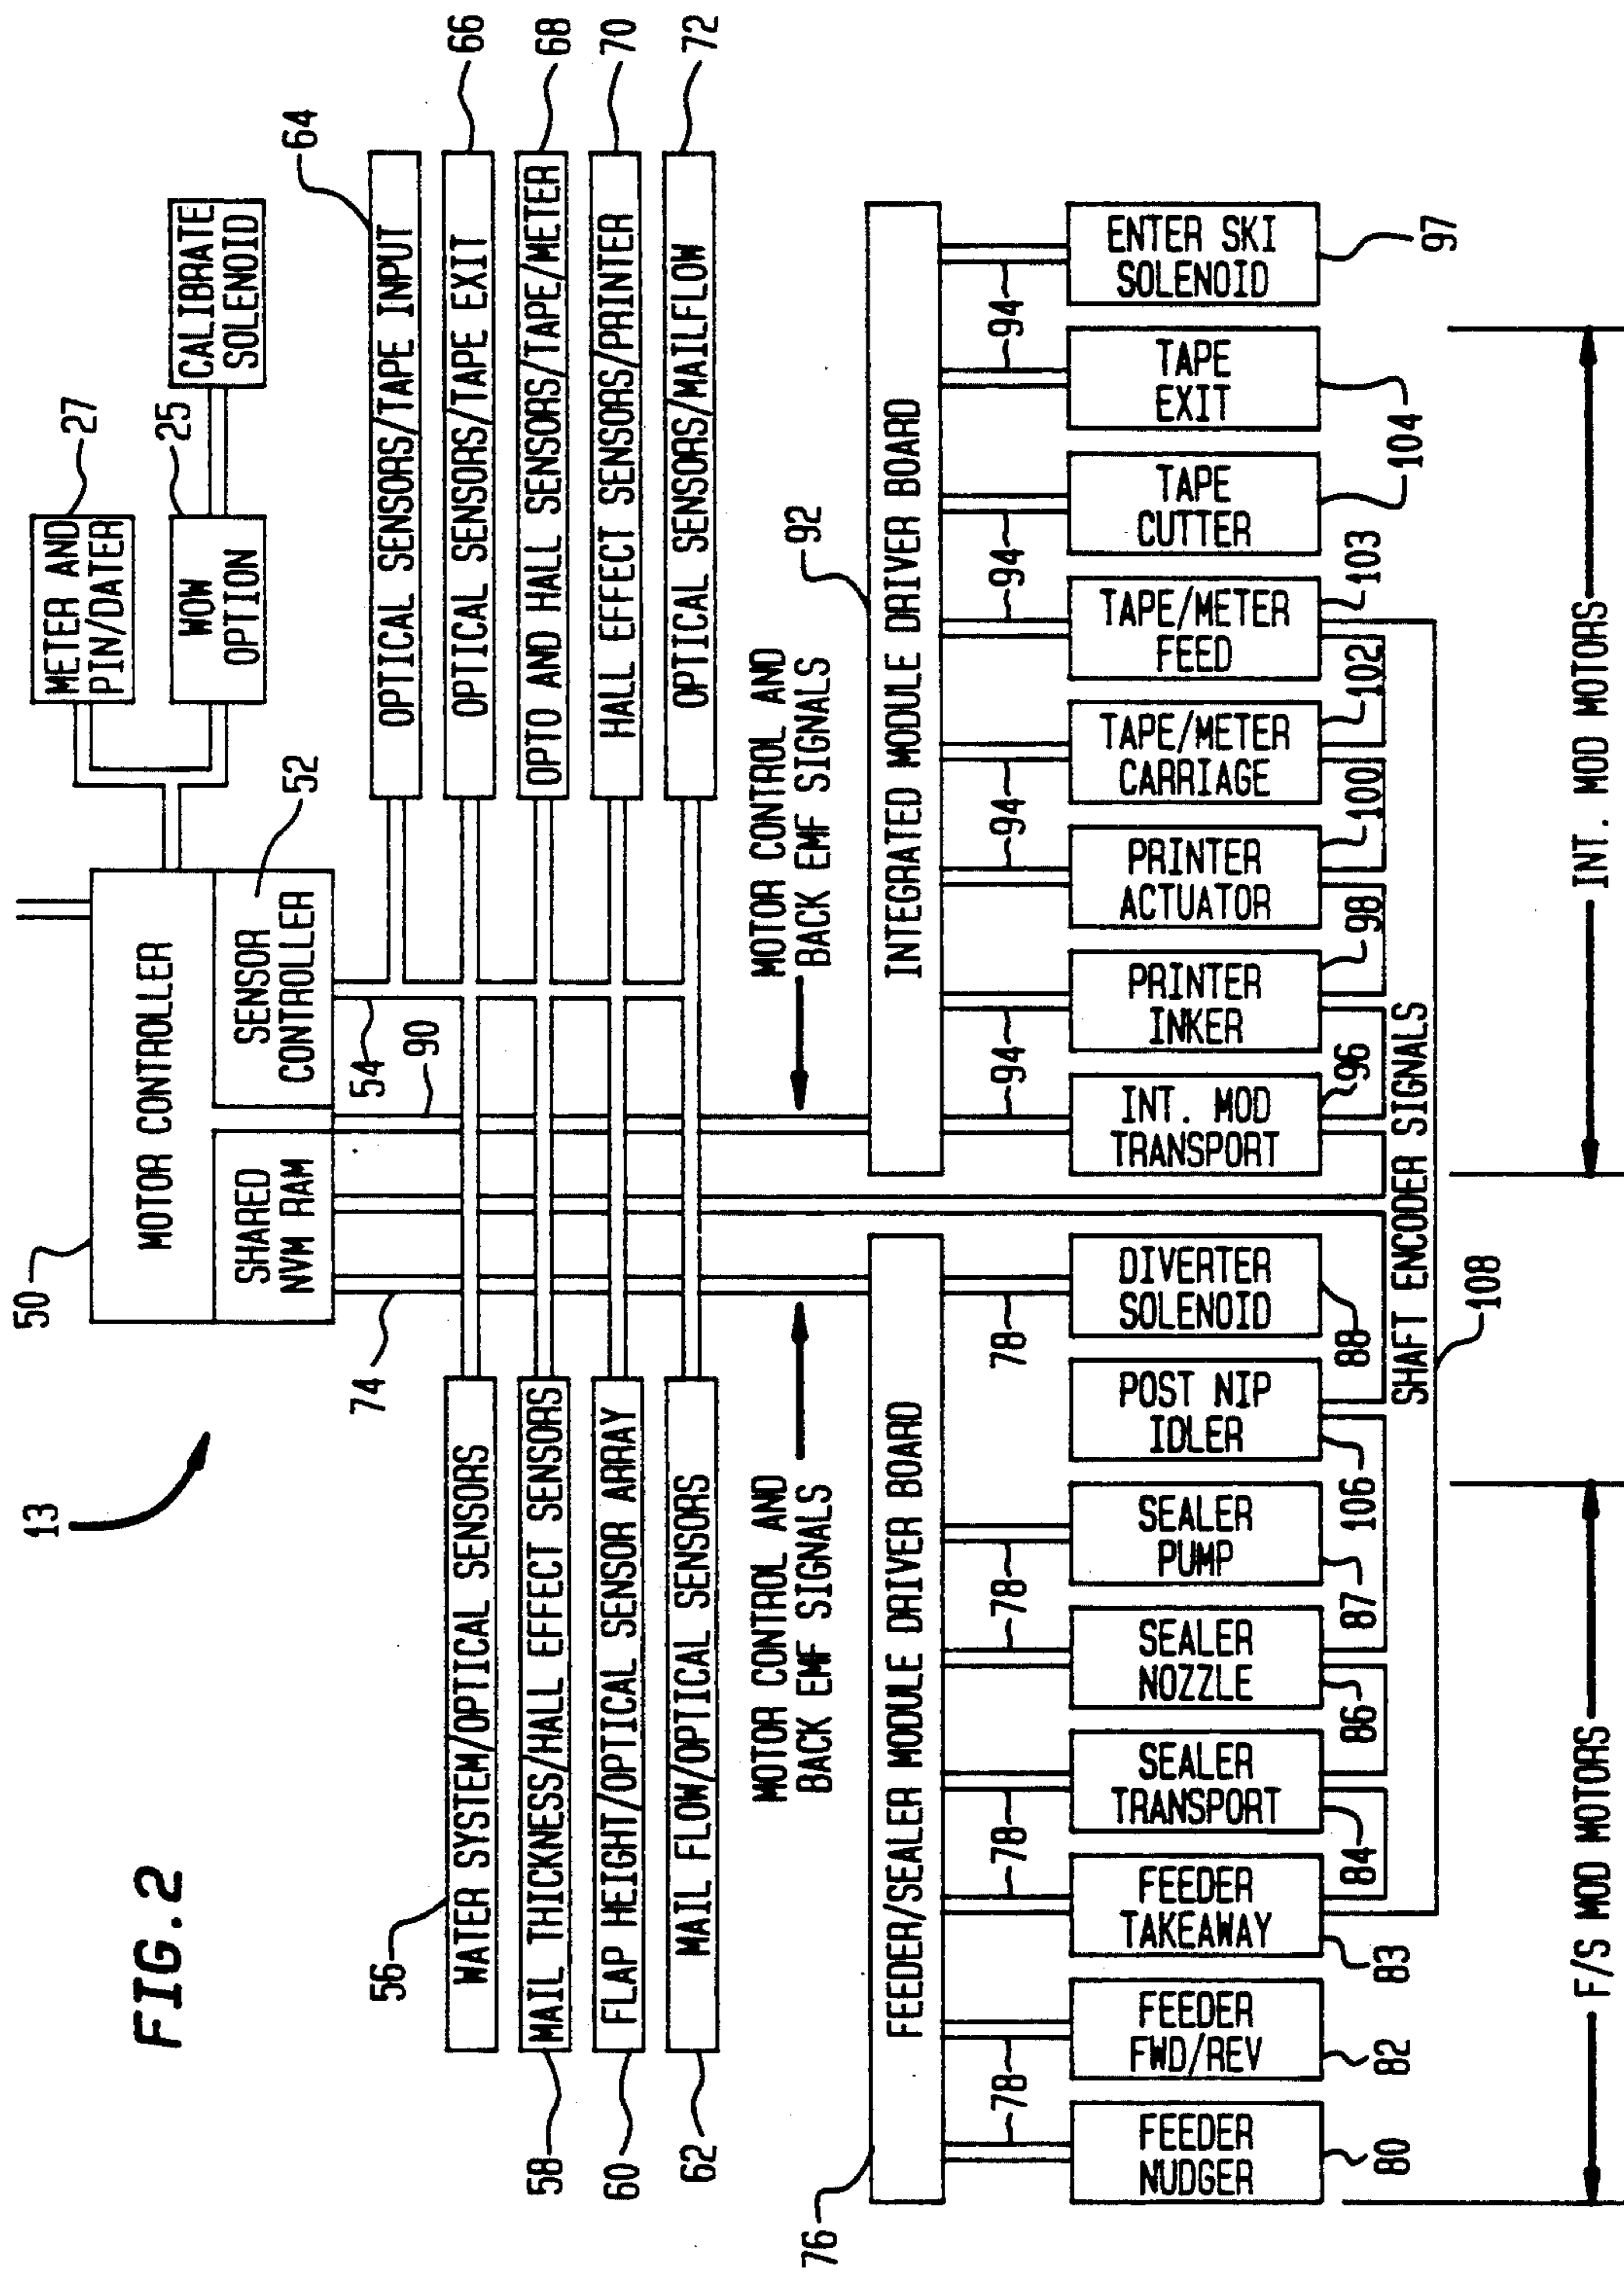 FIG.2
13
50
MOTOR CONTROLLER
SHARED
NVM RAM
SENSOR
CONTROLLER
52
METER AND
PIN/DATER
27
WOW
OPTION
25
CALIBRATE
SOLENOID
74
90
54
56
WATER SYSTEM/OPTICAL SENSORS
58
MAIL THICKNESS/HALL EFFECT SENSORS
60
FLAP HEIGHT/OPTICAL SENSOR ARRAY
62
MAIL FLOW/OPTICAL SENSORS
OPTICAL SENSORS/TAPE INPUT
64
OPTICAL SENSORS/TAPE EXIT
66
OPTO AND HALL SENSORS/TAPE/METER
68
HALL EFFECT SENSORS/PRINTER
70
OPTICAL SENSORS/MAILFLOW
72
MOTOR CONTROL AND
BACK EMF SIGNALS
MOTOR CONTROL AND
BACK EMF SIGNALS
76
FEEDER/SEALER MODULE DRIVER BOARD
92
INTEGRATED MODULE DRIVER BOARD
78
78
78
78
94
94
94
94
94
FEEDER
NUDGER
FEEDER
FWD/REV
FEEDER
TAKEAWAY
SEALER
TRANSPORT
SEALER
NOZZLE
SEALER
PUMP
POST NIP
IDLER
DIVERTER
SOLENOID
INT. MOD
TRANSPORT
PRINTER
INKER
PRINTER
ACTUATOR
TAPE/METER
CARRIAGE
TAPE/METER
FEED
TAPE
CUTTER
TAPE
EXIT
ENTER SKI
SOLENOID
80
82
83
84
86
87
106
88
96
98
100
102
103
104
97
SHAFT ENCODER SIGNALS
108
F/S MOD MOTORS
INT. MOD MOTORS